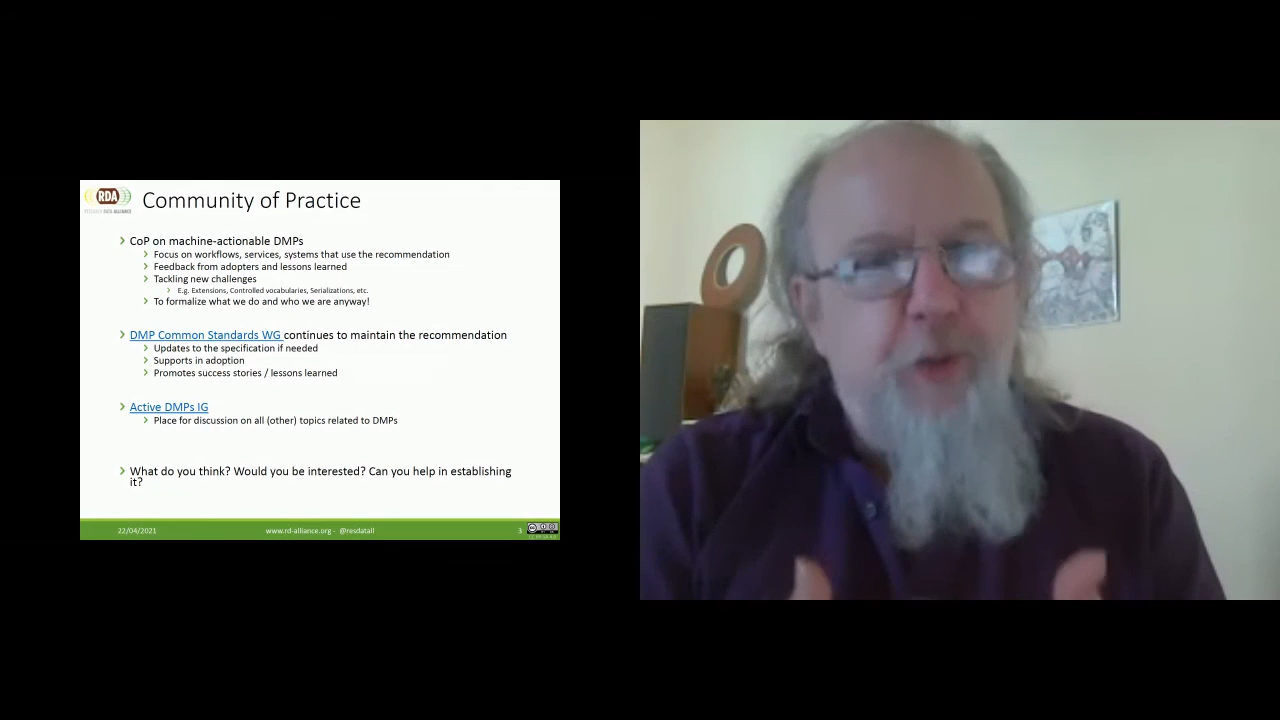 RDA
RESEARCH DATA ALLIANCE
Community of Practice
CoP on machine-actionable DMPs
Focus on workflows, services, systems that use the recommendation
Feedback from adopters and lessons learned
Tackling new challenges
E.g. Extensions, Controlled vocabularies, Serializations, etc.
To formalize what we do and who we are anyway!
DMP Common Standards WG continues to maintain the recommendation
Updates to the specification if needed
Supports in adoption
Promotes success stories / lessons learned
Active DMPs IG
Place for discussion on all (other) topics related to DMPs
What do you think? Would you be interested? Can you help in establishing
it?
22/04/2021 www.rd-alliance.org - @resdatall 3